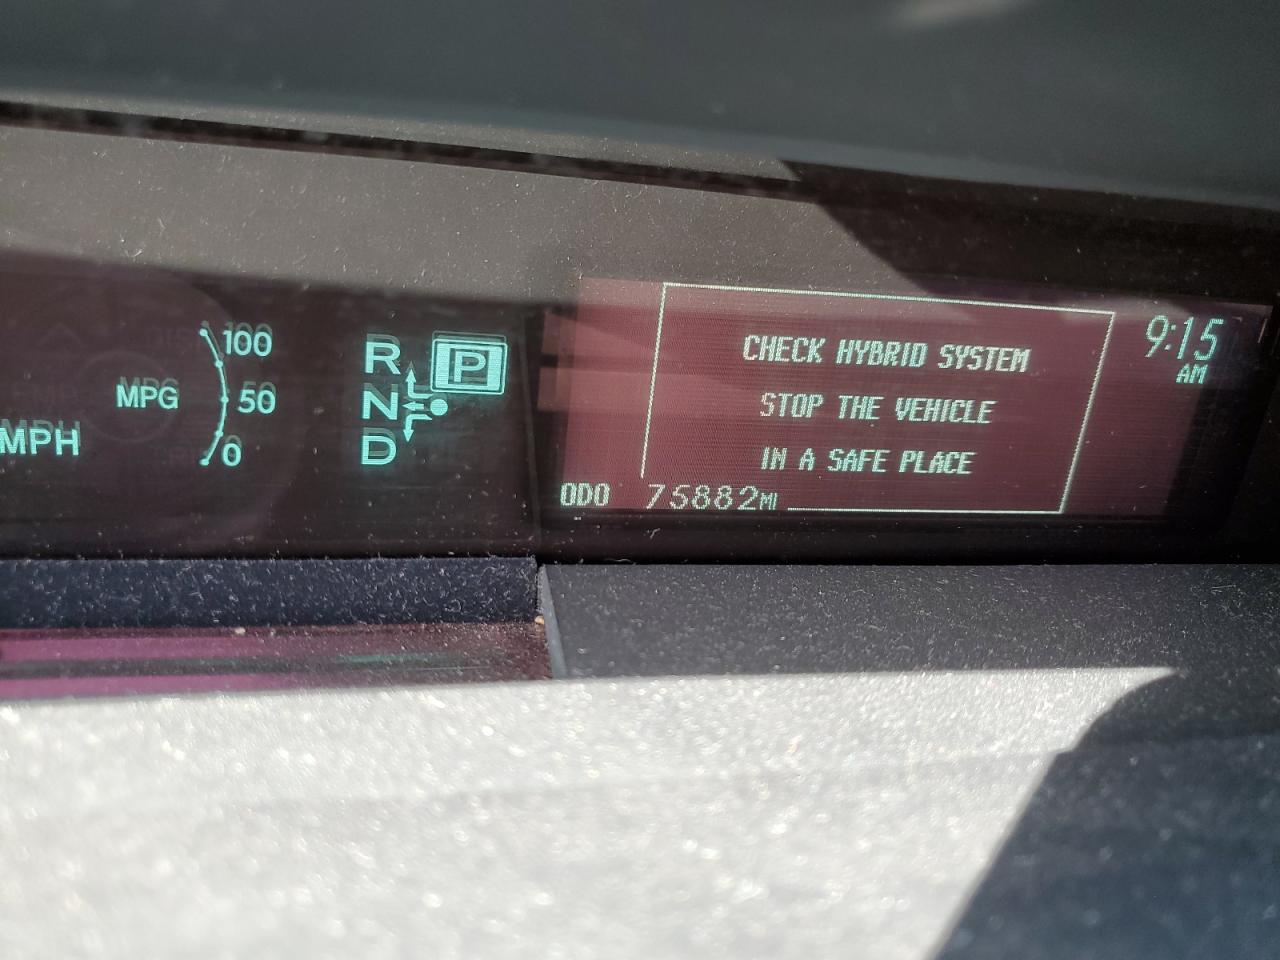 MPH
MPG
100
50
0
R
N
D
P
CHECK HYBRID SYSTEM
STOP THE VEHICLE
IN A SAFE PLACE
9:15
AM
ODO 75882MI